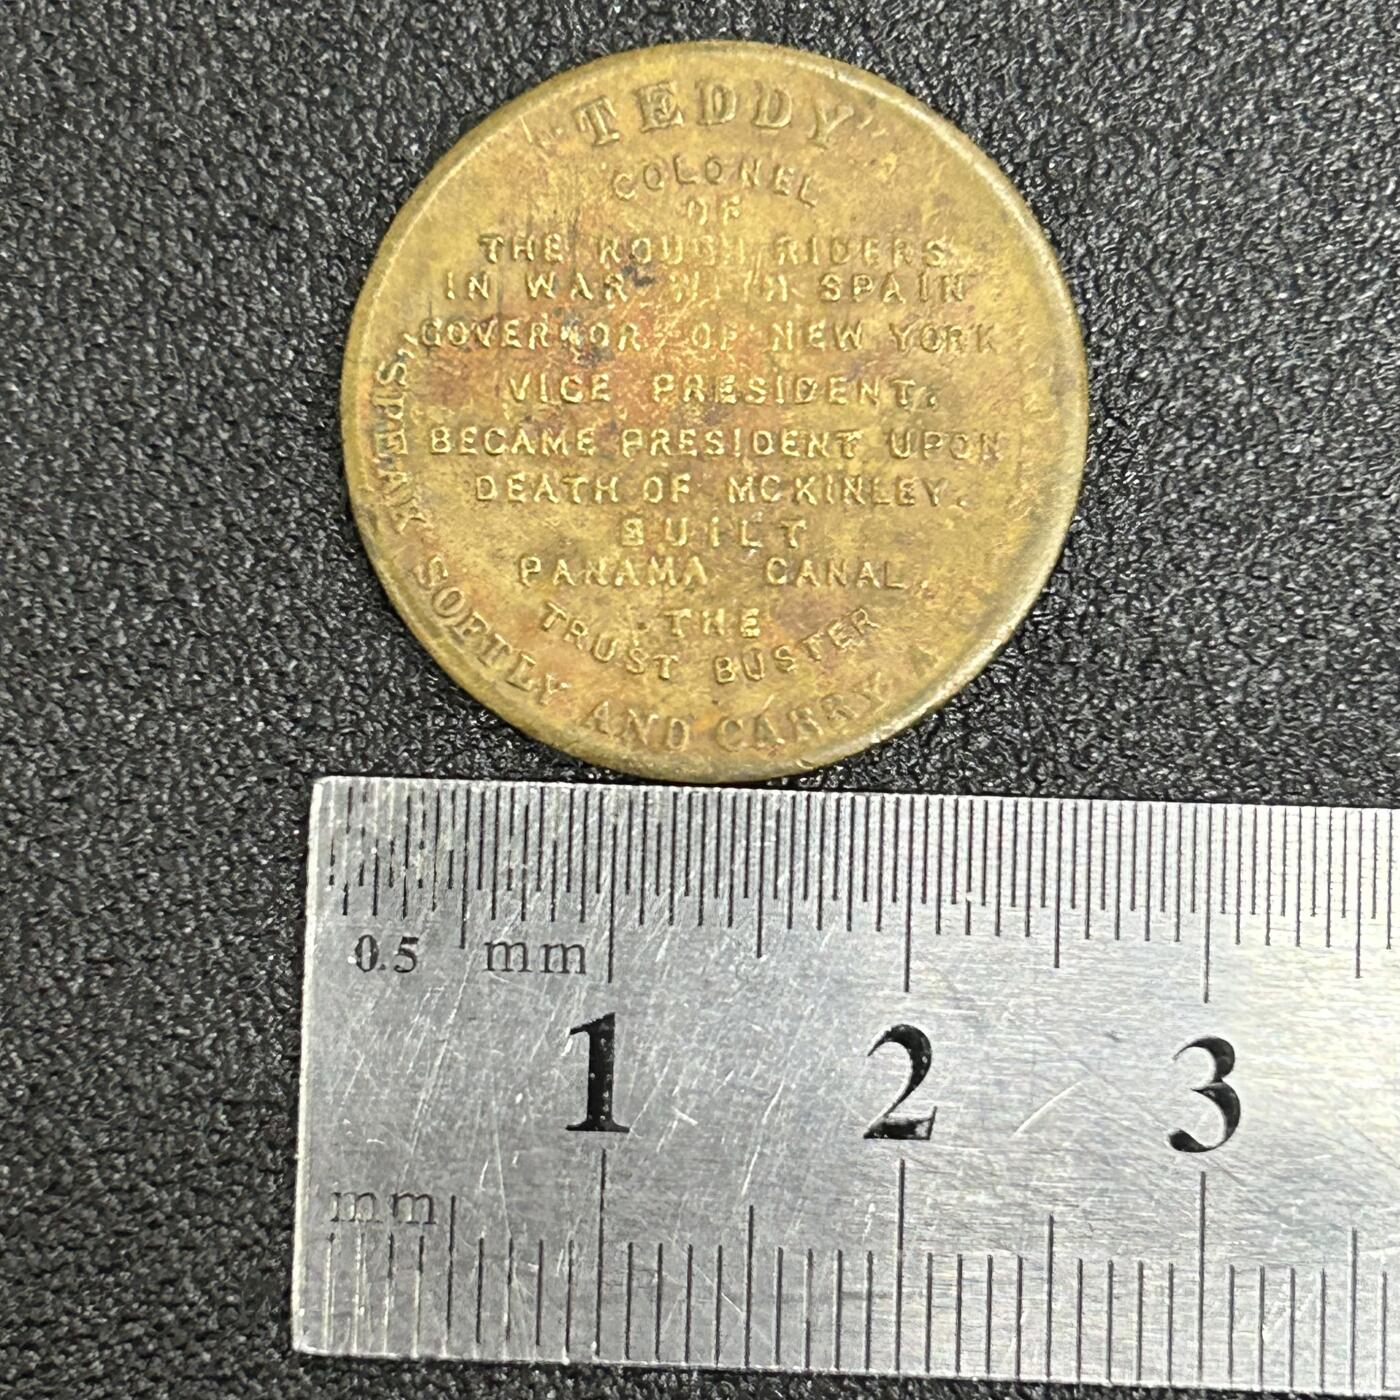 "TEDDY"
COLONEL
OF
THE ROUGH RIDERS
IN WAR WITH SPAIN
GOVERNOR OF NEW YORK
VICE PRESIDENT.
BECAME PRESIDENT UPON
DEATH OF MCKINLEY.
BUILT
PANAMA CANAL.
THE
TRUST BUSTER
SPEAK SOFTLY AND CARRY A
0.5 mm
1 2 3
mm